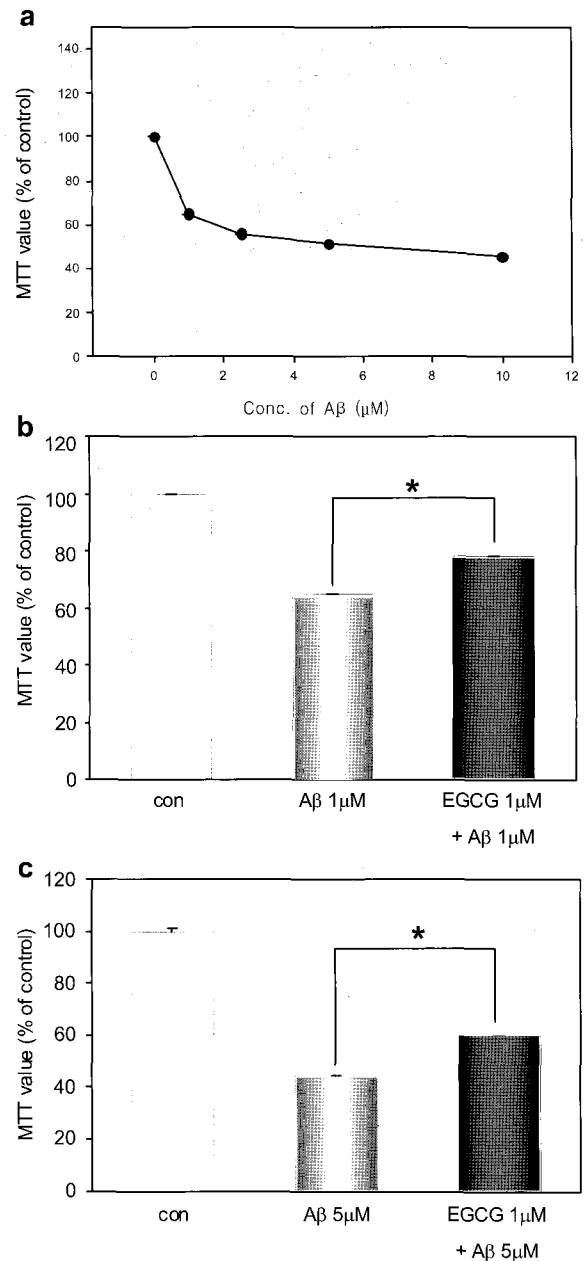 a
MTT value (% of control)
140
120
100
80
60
40
20
0
0 2 4 6 8 10 12
Conc. of Aβ (μM)
b
MTT value (% of control)
120
100
80
60
40
20
0
*
con Aβ 1μM EGCG 1μM
+ Aβ 1μM
c
MTT value (% of control)
120
100
80
60
40
20
0
*
con Aβ 5μM EGCG 1μM
+ Aβ 5μM